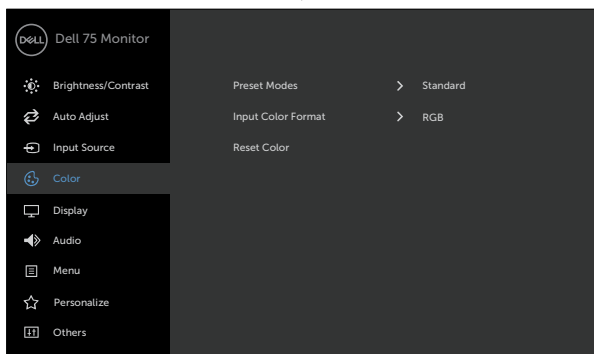 DELL Dell 75 Monitor
Brightness/Contrast Preset Modes Standard
Auto Adjust Input Color Format RGB
Input Source Reset Color
Color
Display
Audio
Menu
Personalize
Others